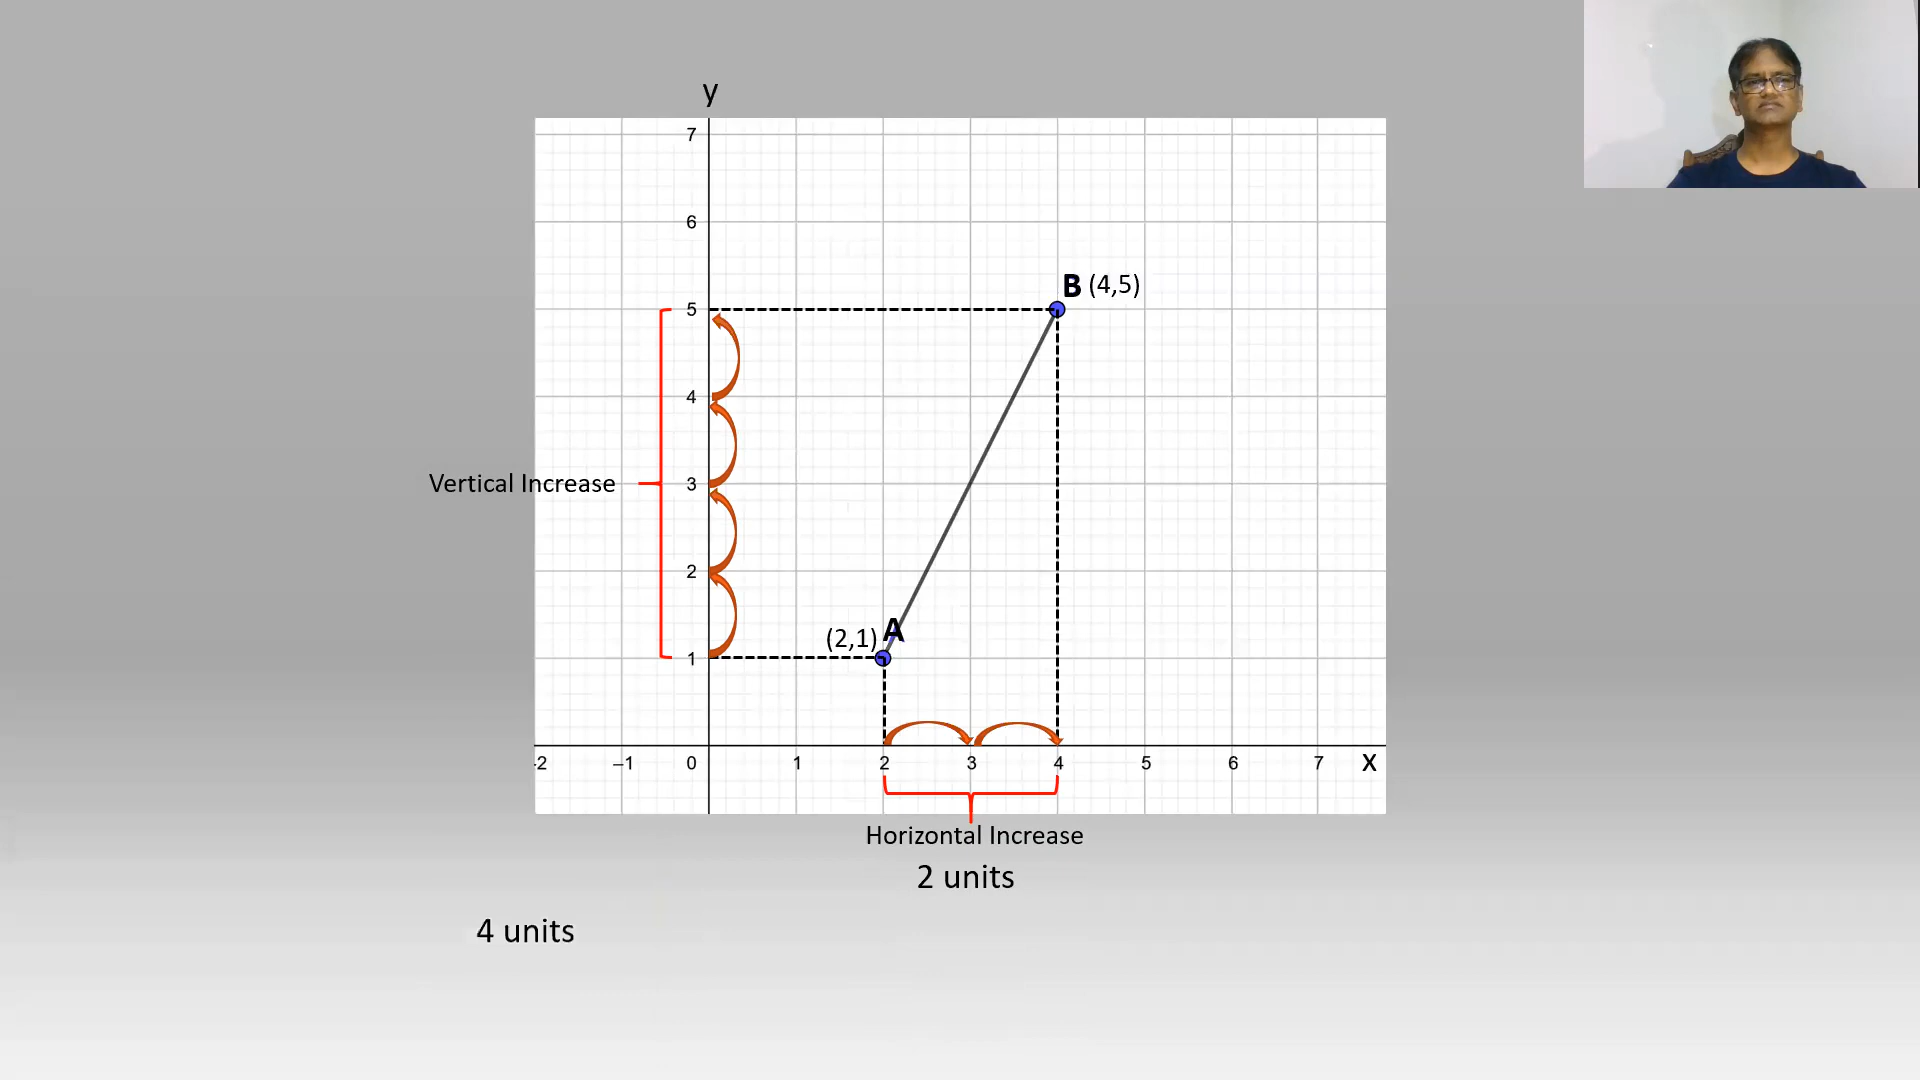 y
7
6
B (4,5)
5
4
Vertical Increase
3
2
(2,1) A
1
-2 –1 0 1 2 3 4 5 6 7 x
Horizontal Increase
2 units
4 units